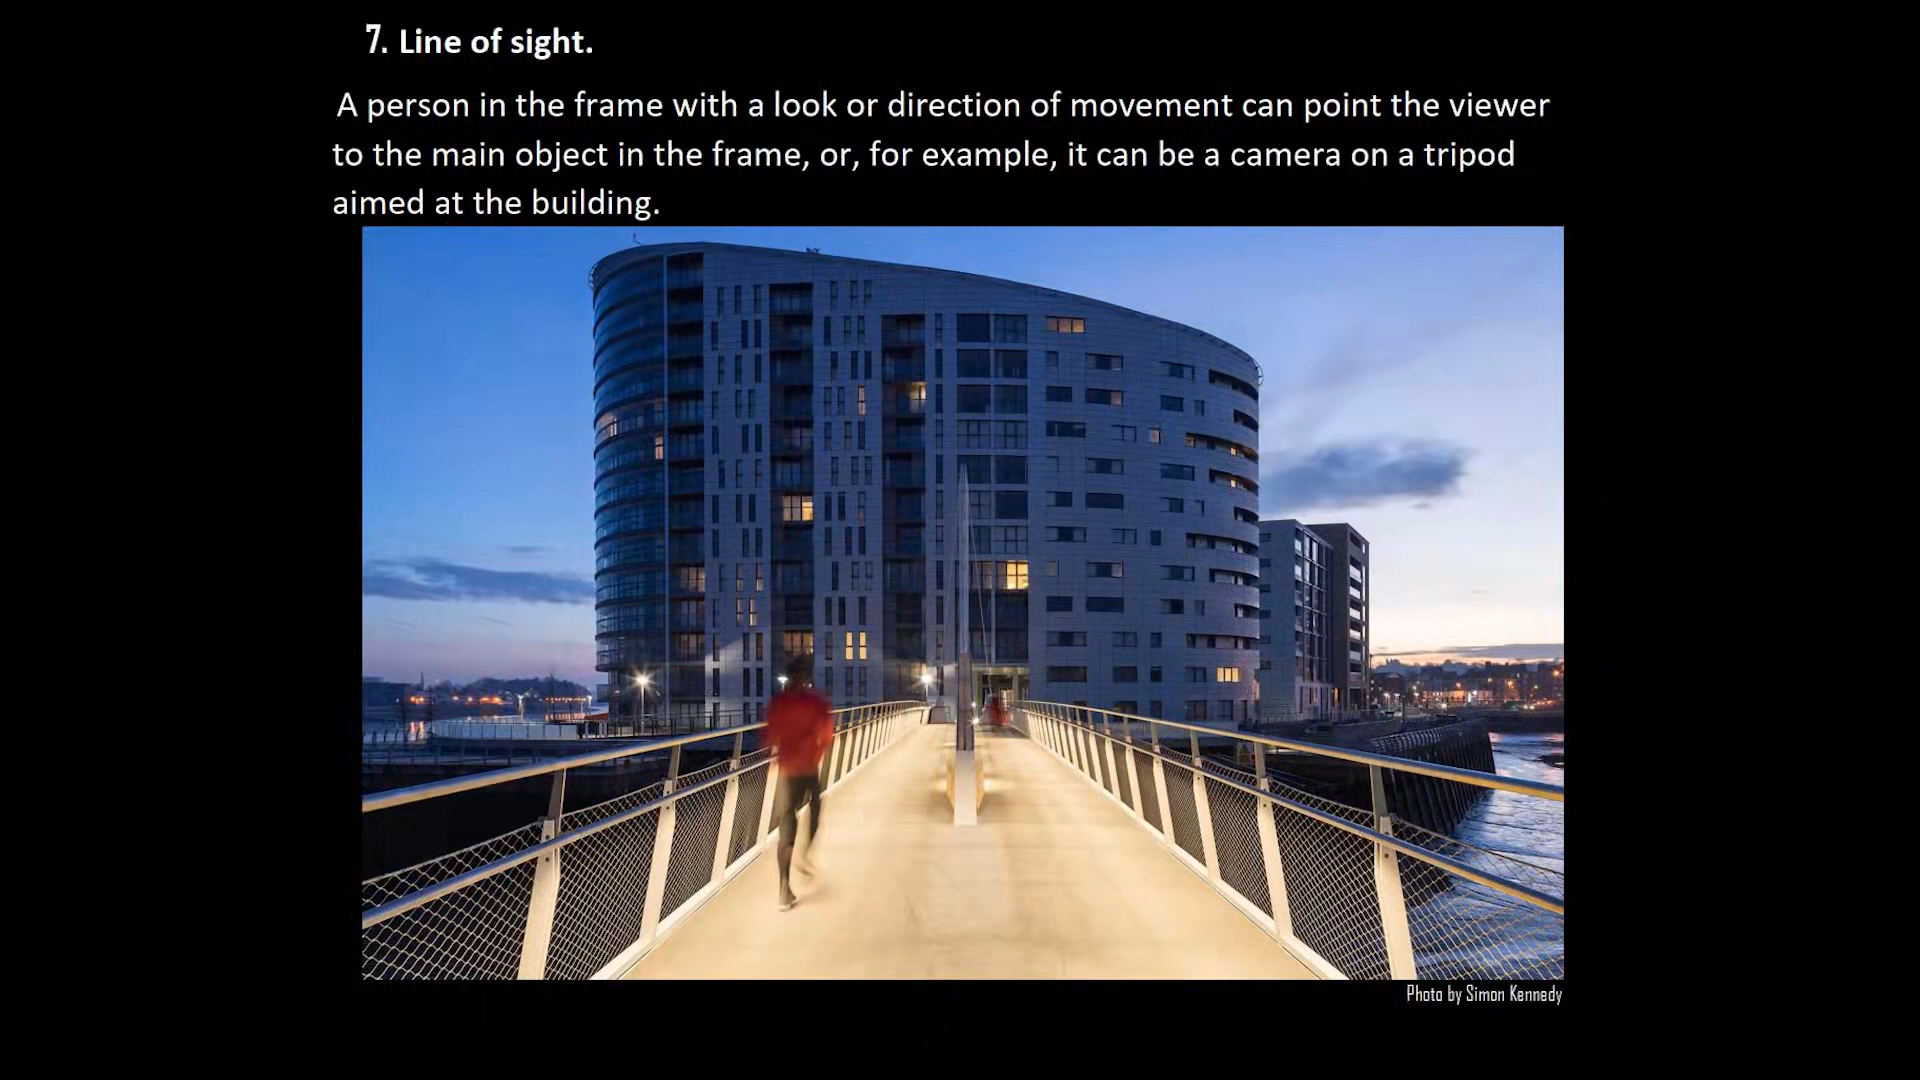 7. Line of sight.
A person in the frame with a look or direction of movement can point the viewer
to the main object in the frame, or, for example, it can be a camera on a tripod
aimed at the building.
Photo by Simon Kennedy